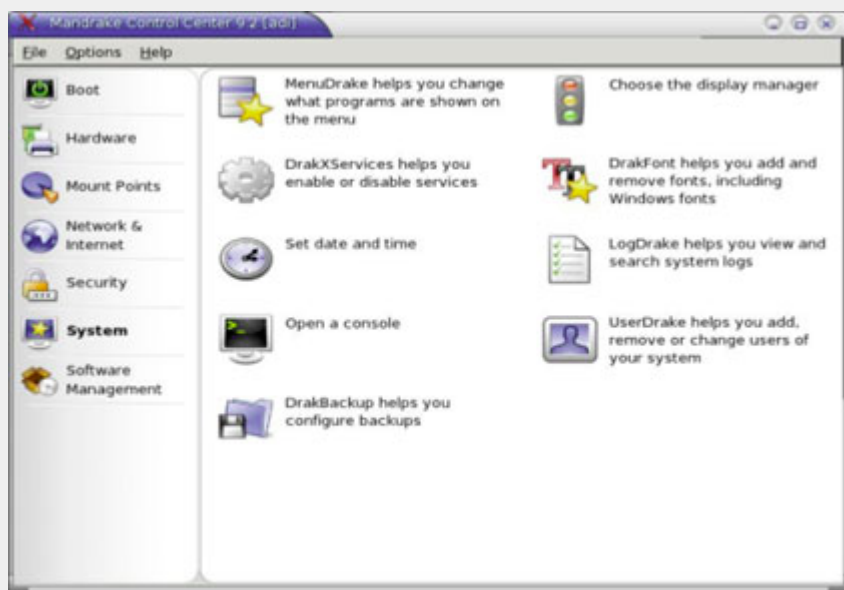 Mandrake Control Center 9.2 [adi]
File Options Help
Boot
Hardware
Mount Points
Network &
Internet
Security
System
Software
Management
MenuDrake helps you change
what programs are shown on
the menu
Choose the display manager
DrakXServices helps you
enable or disable services
DrakFont helps you add and
remove fonts, including
Windows fonts
Set date and time
LogDrake helps you view and
search system logs
Open a console
UserDrake helps you add,
remove or change users of
your system
DrakBackup helps you
configure backups